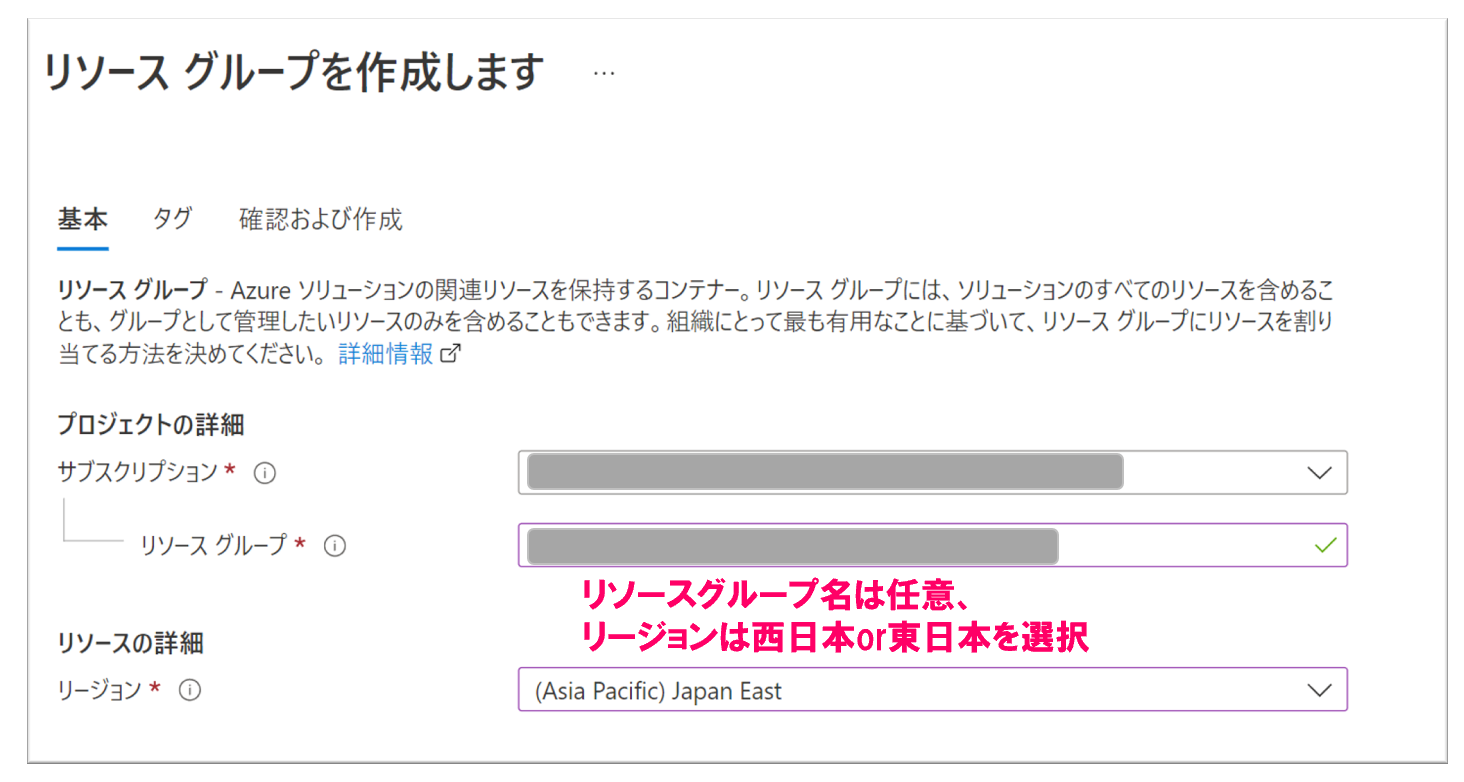 リソース グループを作成します …
基本 タグ 確認および作成
リソース グループ - Azure ソリューションの関連リソースを保持するコンテナー。リソース グループには、ソリューションのすべてのリソースを含めるこ
とも、グループとして管理したいリソースのみを含めることもできます。組織にとって最も有用なことに基づいて、リソース グループにリソースを割り
当てる方法を決めてください。 詳細情報
プロジェクトの詳細
サブスクリプション *
リソース グループ *
リソースグループ名は任意、
リージョンは西日本or東日本を選択
リソースの詳細
リージョン * (Asia Pacific) Japan East